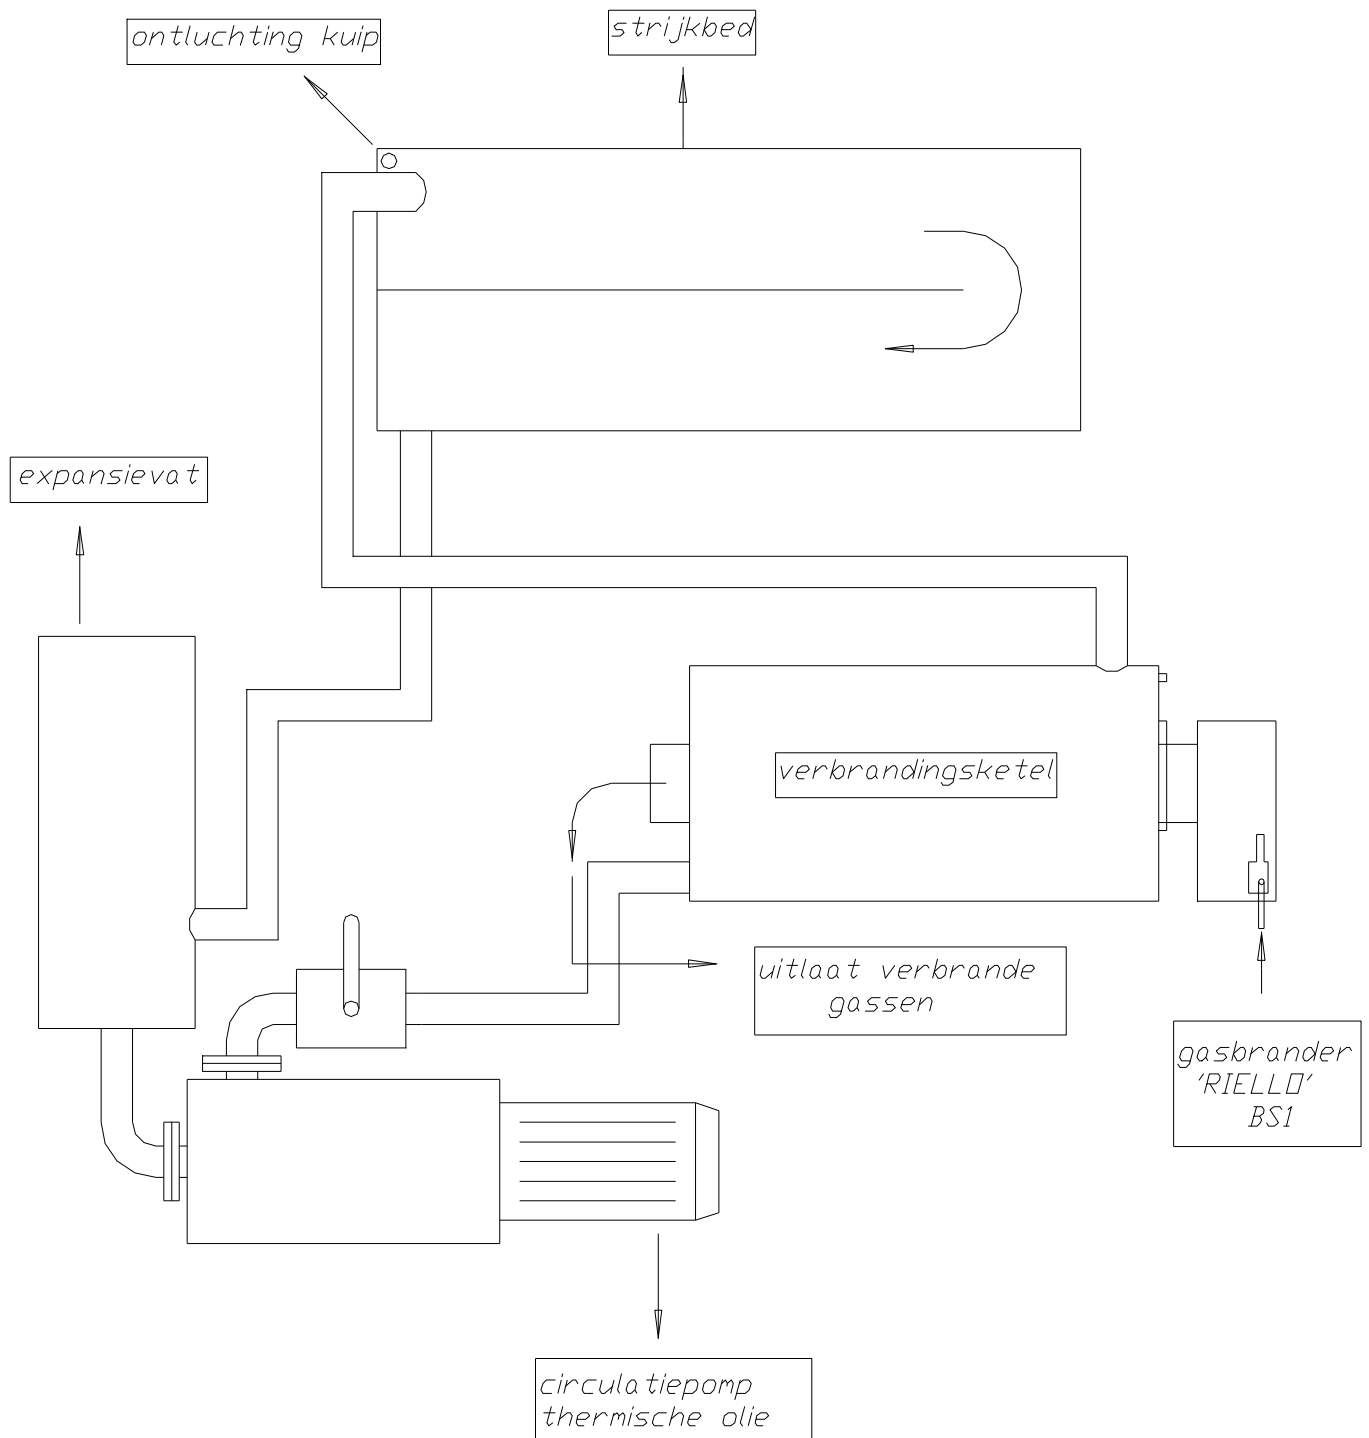 ontluchting kuip
strijkbed
expansievat
verbrandingsketel
uitlaat verbrande
gassen
gasbrander
'RIELLO'
BS1
circulatiepomp
thermische olie